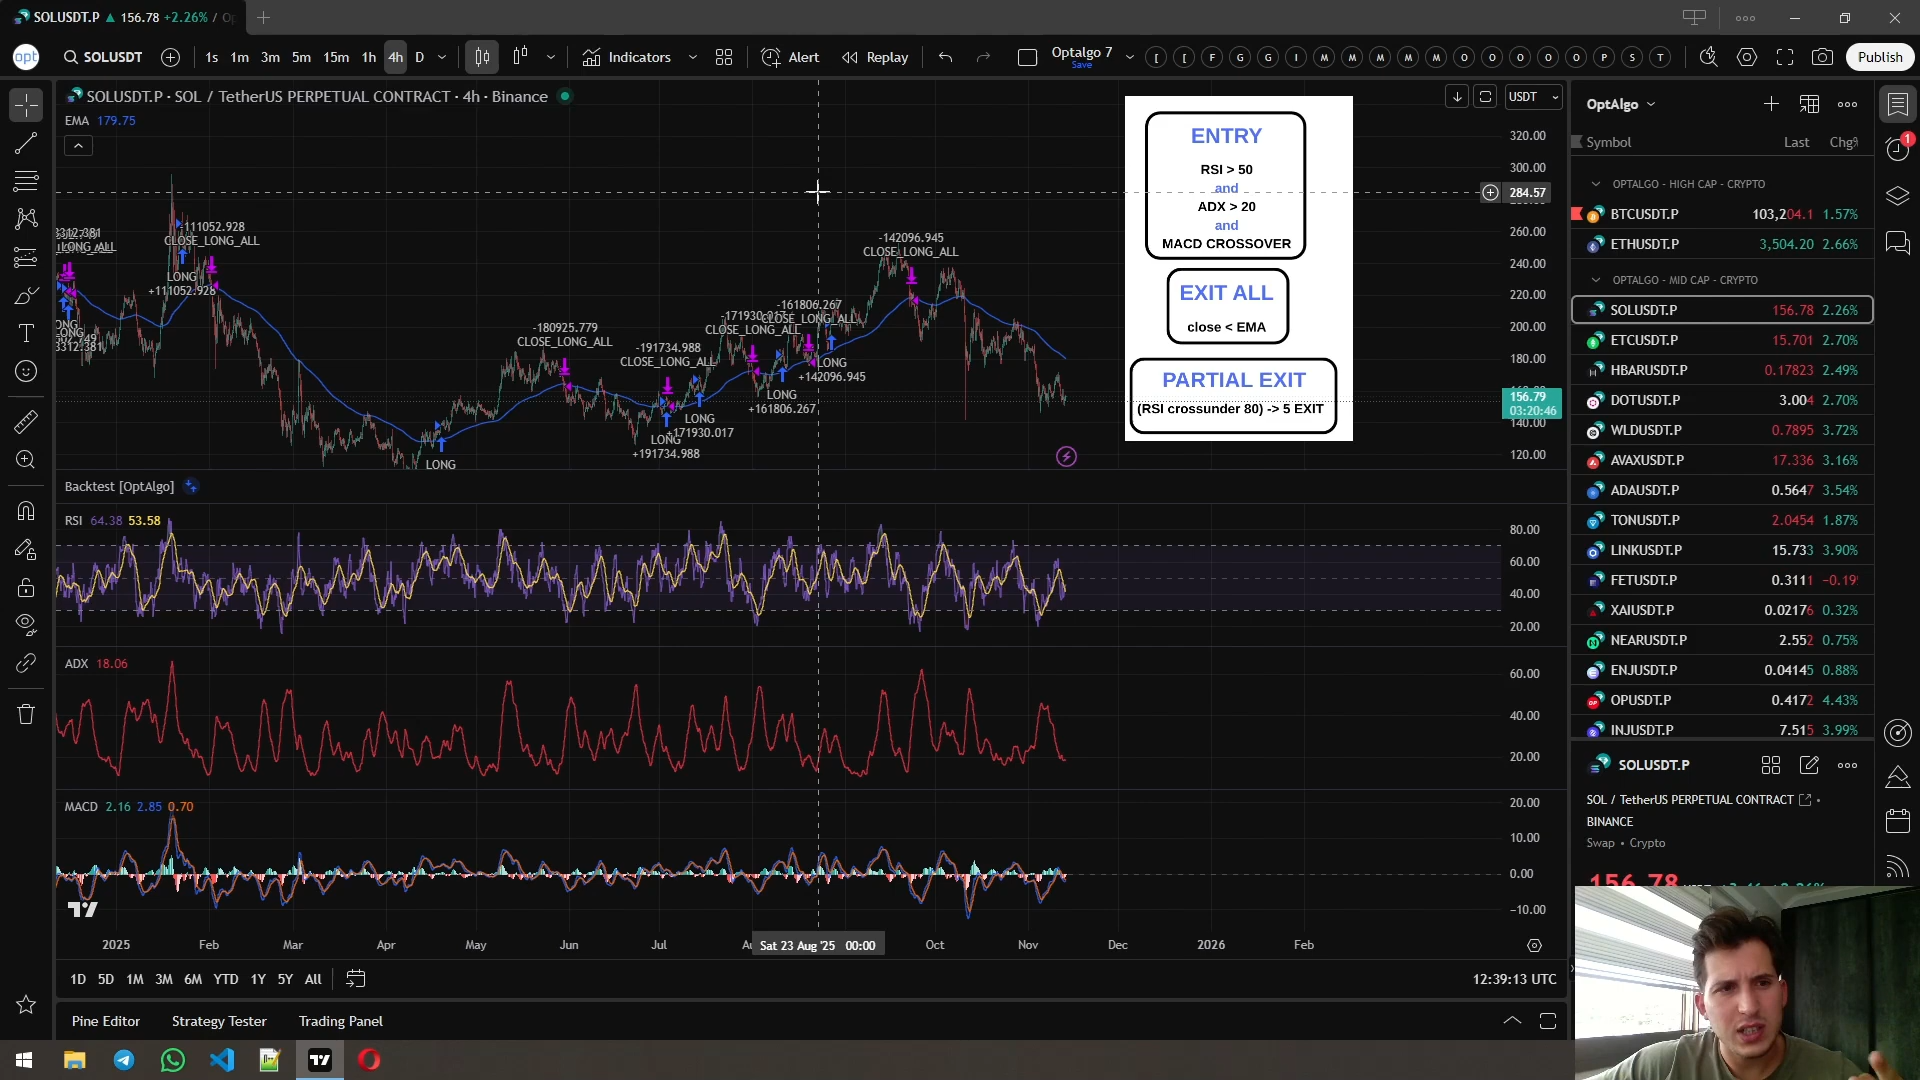 SOLUSDT.P ▲ 156.78 +2.26% / Op
opt
SOLUSDT
1s 1m 3m 5m 15m 1h 4h D
Indicators
Alert
Replay
Optalgo 7
Save
[ [ F G G I M M M M M O O O O O P S T
Publish
SOLUSDT.P · SOL / TetherUS PERPETUAL CONTRACT · 4h · Binance
EMA 179.75
USDT
320.00
300.00
284.57
260.00
240.00
220.00
200.00
180.00
156.79
03:20:46
140.00
120.00
-111052.928
CLOSE_LONG_ALL
LONG
+111052.928
-180925.779
CLOSE_LONG_ALL
-191734.988
CLOSE_LONG_ALL
-171930.017
-161806.267
CLOSE_LONG_ALL
-142096.945
CLOSE_LONG_ALL
LONG
+142096.945
LONG
+161806.267
LONG
+171930.017
LONG
+191734.988
LONG
ENTRY
RSI > 50
and
ADX > 20
and
MACD CROSSOVER
EXIT ALL
close < EMA
PARTIAL EXIT
(RSI crossunder 80) -> 5 EXIT
Backtest [OptAlgo]
RSI 64.38 53.58
80.00
60.00
40.00
20.00
ADX 18.06
60.00
40.00
20.00
MACD 2.16 2.85 0.70
20.00
10.00
0.00
−10.00
2025 Feb Mar Apr May Jun Jul Sat 23 Aug '25 00:00 Oct Nov Dec 2026 Feb
1D 5D 1M 3M 6M YTD 1Y 5Y All
12:39:13 UTC
Pine Editor Strategy Tester Trading Panel
OptAlgo
Symbol Last Chg%
OPTALGO - HIGH CAP - CRYPTO
BTCUSDT.P 103,204.1 1.57%
ETHUSDT.P 3,504.20 2.66%
OPTALGO - MID CAP - CRYPTO
SOLUSDT.P 156.78 2.26%
ETCUSDT.P 15.701 2.70%
HBARUSDT.P 0.17823 2.49%
DOTUSDT.P 3.004 2.70%
WLDUSDT.P 0.7895 3.72%
AVAXUSDT.P 17.336 3.16%
ADAUSDT.P 0.5647 3.54%
TONUSDT.P 2.0454 1.87%
LINKUSDT.P 15.733 3.90%
FETUSDT.P 0.3111 −0.19
XAIUSDT.P 0.02176 0.32%
NEARUSDT.P 2.552 0.75%
ENJUSDT.P 0.04145 0.88%
OPUSDT.P 0.4172 4.43%
INJUSDT.P 7.515 3.99%
SOLUSDT.P
SOL / TetherUS PERPETUAL CONTRACT
BINANCE
Swap • Crypto
156.78
1